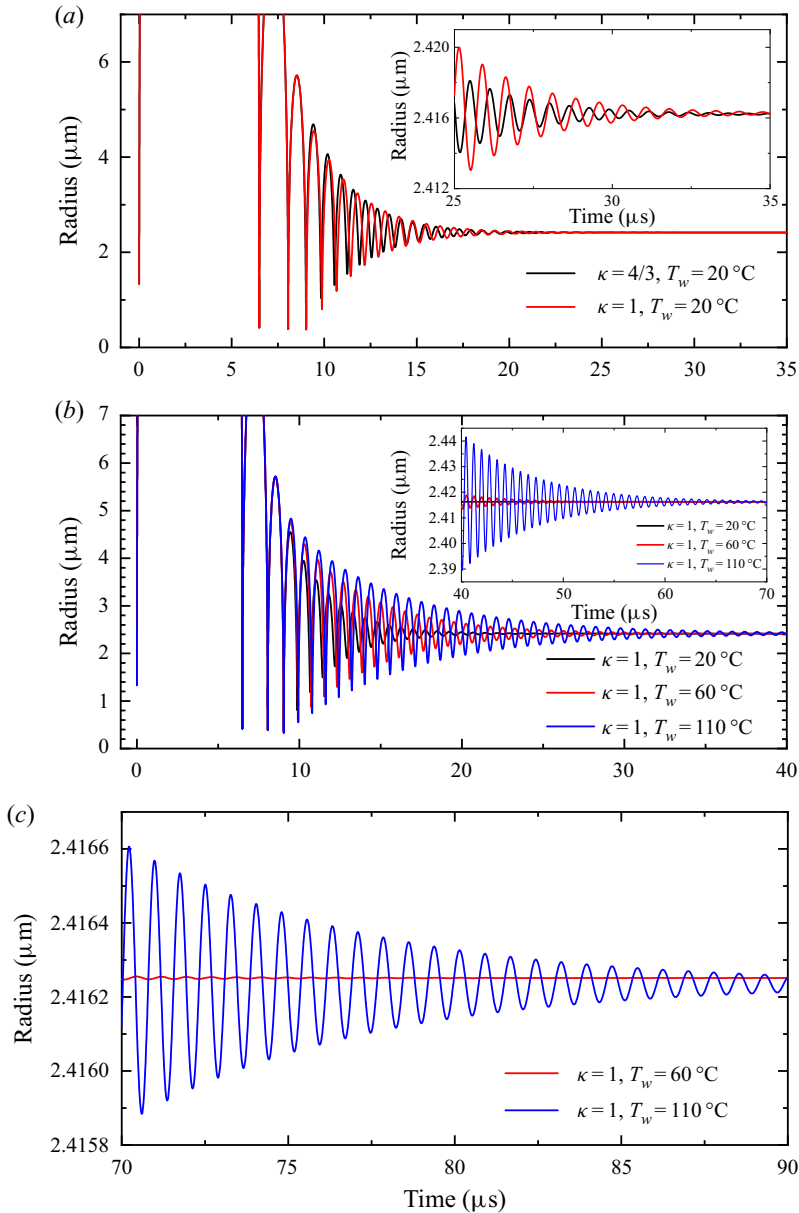 (a)
6
4
2
0
Radius (μm)
0 5 10 15 20 25 30 35
2.420
2.416
2.412
Radius (μm)
25 30 35
Time (μs)
κ = 4/3, T_w = 20 °C
κ = 1, T_w = 20 °C
(b)
7
6
5
4
3
2
1
0
Radius (μm)
0 10 20 30 40
2.44
2.43
2.42
2.41
2.40
2.39
Radius (μm)
40 50 60 70
Time (μs)
κ = 1, T_w = 20 °C
κ = 1, T_w = 60 °C
κ = 1, T_w = 110 °C
κ = 1, T_w = 20 °C
κ = 1, T_w = 60 °C
κ = 1, T_w = 110 °C
(c)
2.4166
2.4164
2.4162
2.4160
2.4158
Radius (μm)
70 75 80 85 90
Time (μs)
κ = 1, T_w = 60 °C
κ = 1, T_w = 110 °C